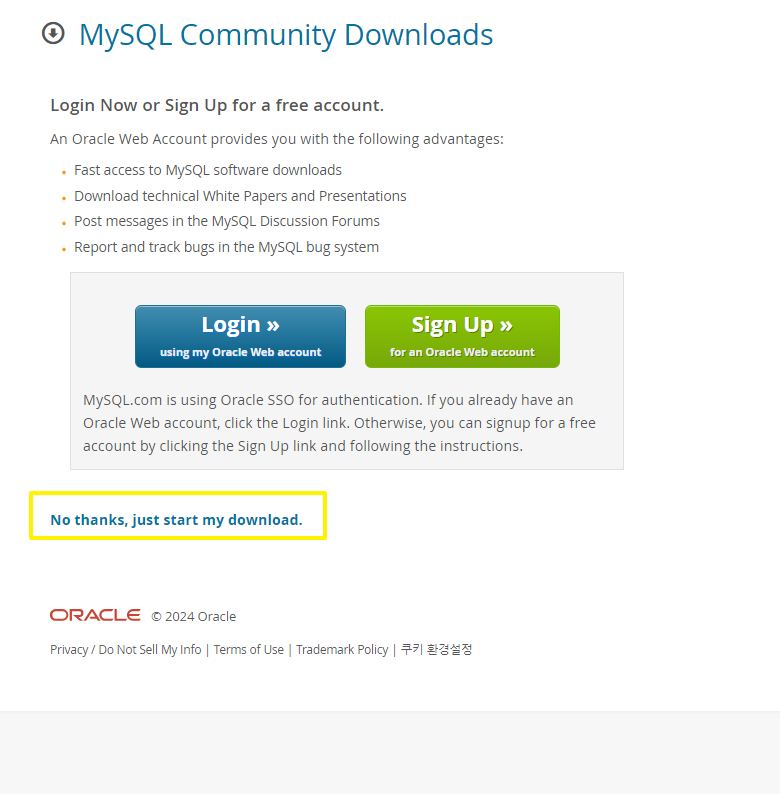 MySQL Community Downloads
Login Now or Sign Up for a free account.
An Oracle Web Account provides you with the following advantages:
Fast access to MySQL software downloads
Download technical White Papers and Presentations
Post messages in the MySQL Discussion Forums
Report and track bugs in the MySQL bug system
Login »
using my Oracle Web account
Sign Up »
for an Oracle Web account
MySQL.com is using Oracle SSO for authentication. If you already have an
Oracle Web account, click the Login link. Otherwise, you can signup for a free
account by clicking the Sign Up link and following the instructions.
No thanks, just start my download.
ORACLE © 2024 Oracle
Privacy / Do Not Sell My Info | Terms of Use | Trademark Policy | 쿠키 환경설정